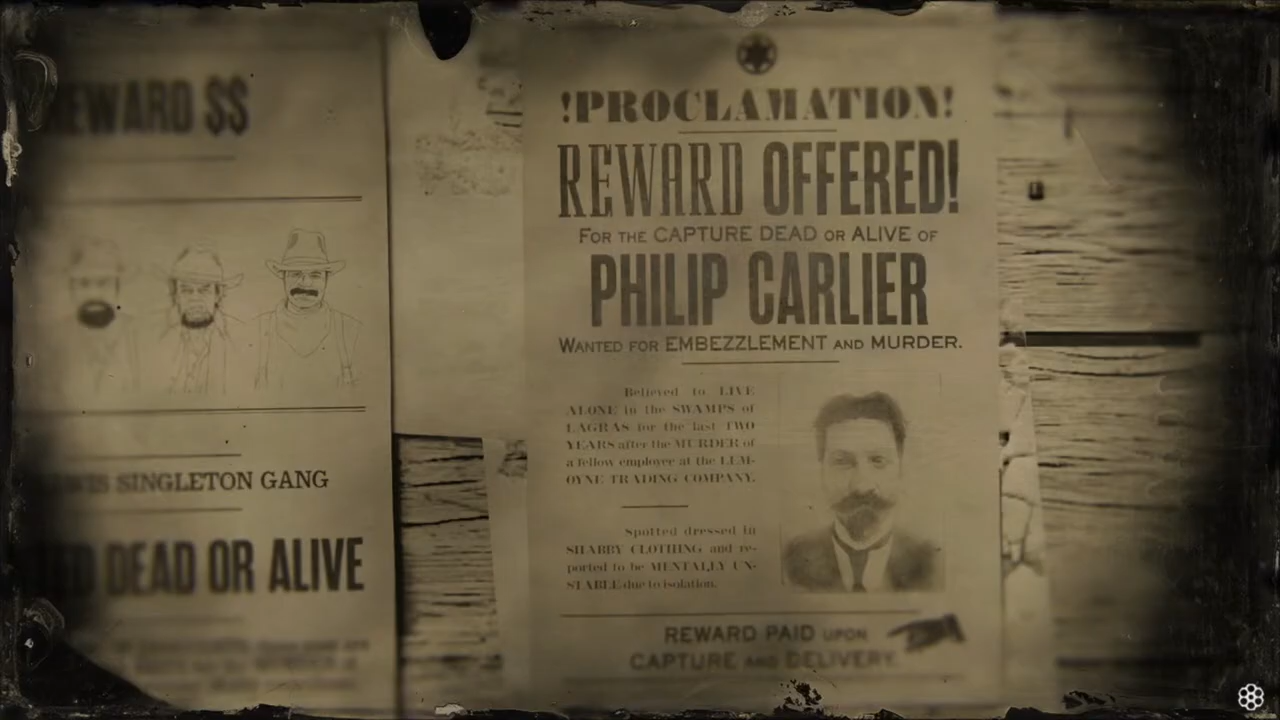 REWARD $$
SINGLETON GANG
DEAD OR ALIVE
!PROCLAMATION!
REWARD OFFERED!
FOR THE CAPTURE DEAD OR ALIVE OF
PHILIP CARLIER
WANTED FOR EMBEZZLEMENT AND MURDER.
Believed to LIVE
ALONE in the SWAMPS of
LAGRAS for the last TWO
YEARS after the MURDER of
a fellow employee at the LEM-
OYNE TRADING COMPANY.
Spotted dressed in
SHABBY CLOTHING and re-
ported to be MENTALLY UN-
STABLE due to isolation.
REWARD PAID UPON
CAPTURE AND DELIVERY.